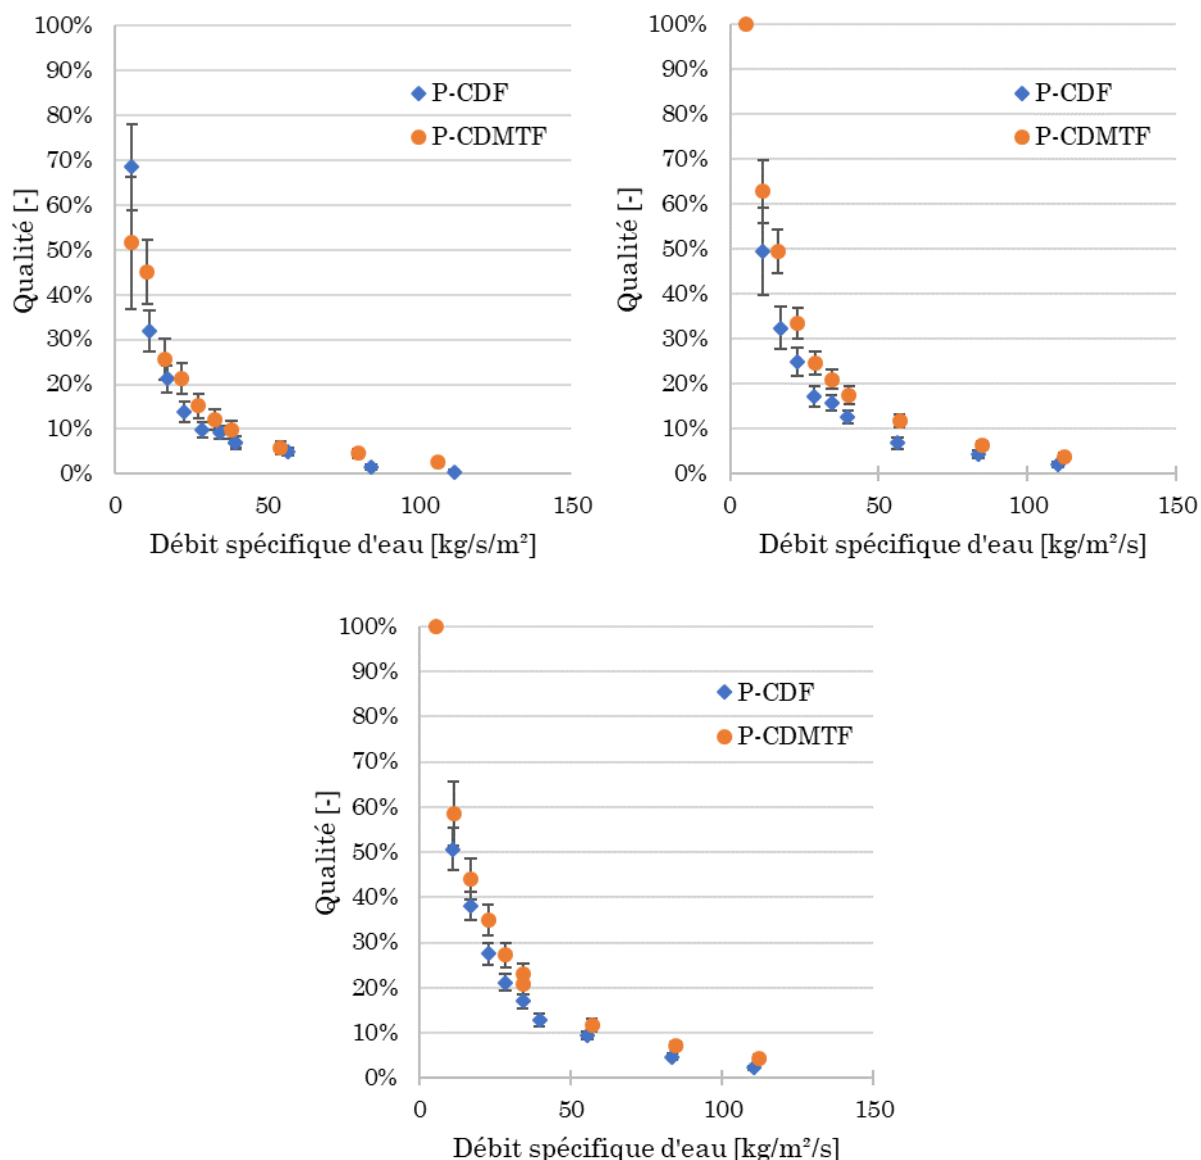 100%
90%
80%
70%
60%
50%
40%
30%
20%
10%
0%
Qualité [-]
P-CDF
P-CDMTF
0 50 100 150
Débit spécifique d'eau [kg/s/m²]
100%
90%
80%
70%
60%
50%
40%
30%
20%
10%
0%
Qualité [-]
P-CDF
P-CDMTF
0 50 100 150
Débit spécifique d'eau [kg/m²/s]
100%
90%
80%
70%
60%
50%
40%
30%
20%
10%
0%
Qualité [-]
P-CDF
P-CDMTF
0 50 100 150
Débit spécifique d'eau [kg/m²/s]